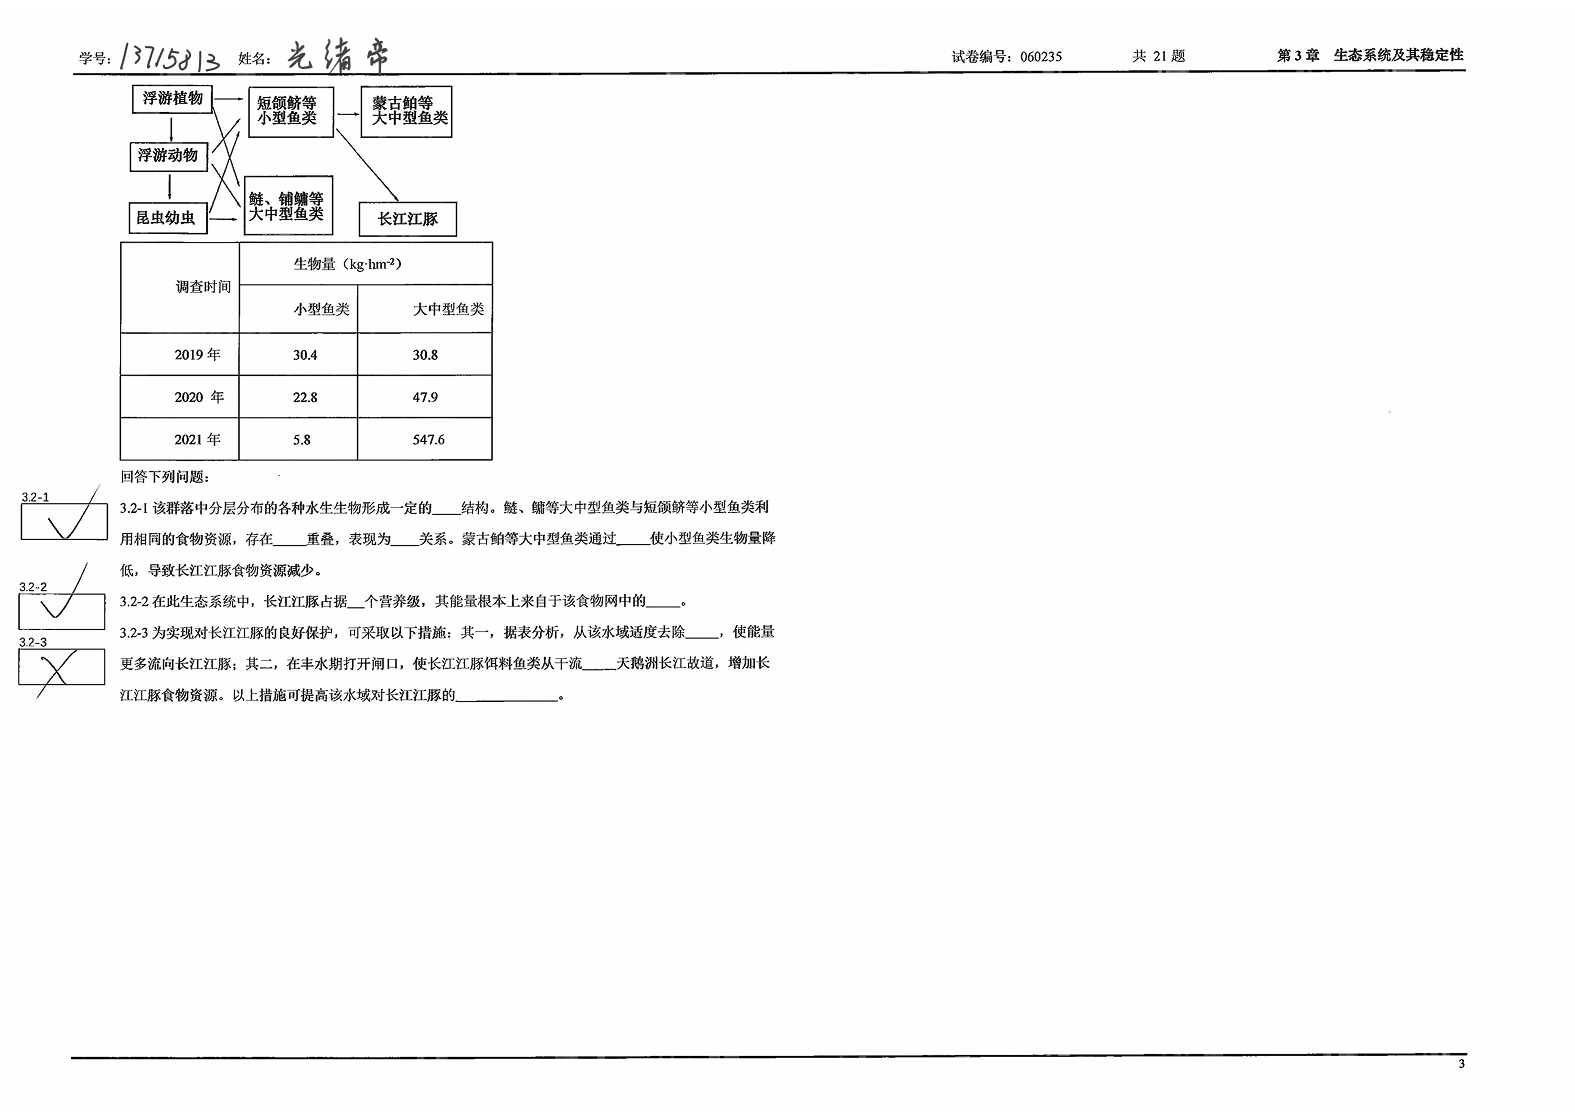 学号: 13715813 姓名: 光绪帝 试卷编号: 060235 共 21 题 第 3 章 生态系统及其稳定性
浮游植物
短颌鲚等
小型鱼类
蒙古鲌等
大中型鱼类
浮游动物
鲢、铺鳙等
大中型鱼类
昆虫幼虫
长江江豚
调查时间
生物量（kg·hm-2）
小型鱼类 大中型鱼类
2019 年 30.4 30.8
2020 年 22.8 47.9
2021 年 5.8 547.6
回答下列问题：
3.2-1
3.2-1 该群落中分层分布的各种水生生物形成一定的____结构。鲢、鳙等大中型鱼类与短颌鲚等小型鱼类利
用相同的食物资源，存在_____重叠，表现为____关系。蒙古鲌等大中型鱼类通过_____使小型鱼类生物量降
低，导致长江江豚食物资源减少。
3.2-2
3.2-2 在此生态系统中，长江江豚占据__个营养级，其能量根本上来自于该食物网中的_____。
3.2-3
3.2-3 为实现对长江江豚的良好保护，可采取以下措施：其一，据表分析，从该水域适度去除_____，使能量
更多流向长江江豚；其二，在丰水期打开闸口，使长江江豚饵料鱼类从干流_____天鹅洲长江故道，增加长
江江豚食物资源。以上措施可提高该水域对长江江豚的_______________。
3